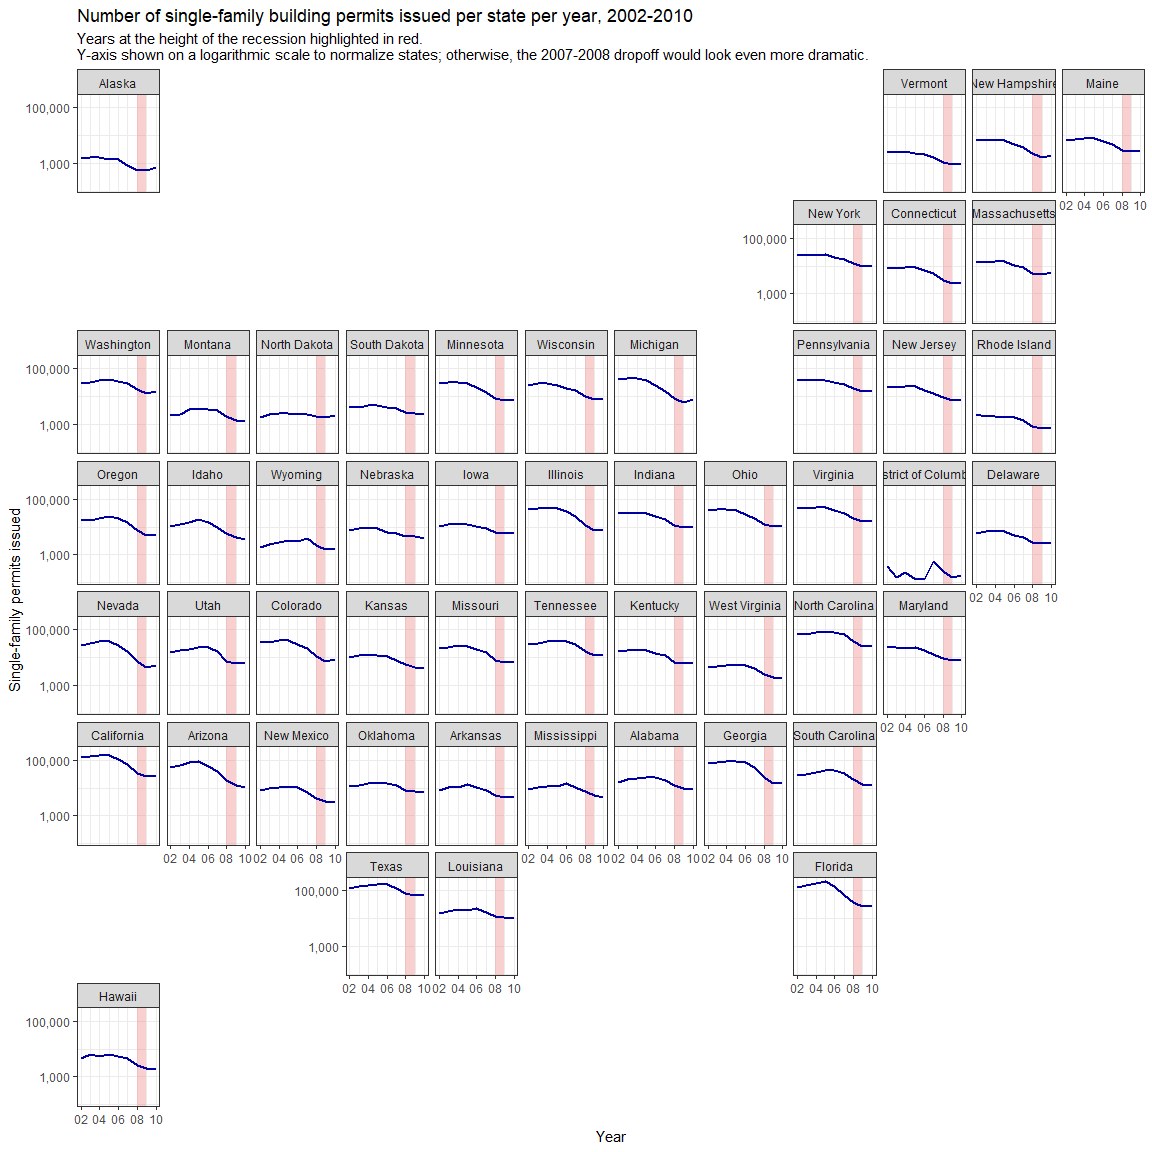 Number of single-family building permits issued per state per year, 2002-2010
Years at the height of the recession highlighted in red.
Y-axis shown on a logarithmic scale to normalize states; otherwise, the 2007-2008 dropoff would look even more dramatic.
Alaska Vermont New Hampshire Maine
100,000
1,000
02 04 06 08 10
New York Connecticut Massachusetts
100,000
1,000
Washington Montana North Dakota South Dakota Minnesota Wisconsin Michigan Pennsylvania New Jersey Rhode Island
100,000
1,000
Oregon Idaho Wyoming Nebraska Iowa Illinois Indiana Ohio Virginia strict of Columb Delaware
100,000
1,000
02 04 06 08 10
Single-family permits issued
Nevada Utah Colorado Kansas Missouri Tennessee Kentucky West Virginia North Carolina Maryland
100,000
1,000
02 04 06 08 10
California Arizona New Mexico Oklahoma Arkansas Mississippi Alabama Georgia South Carolina
100,000
1,000
02 04 06 08 10 02 04 06 08 10 02 04 06 08 10 02 04 06 08 10 02 04 06 08 10
Texas Louisiana Florida
100,000
1,000
02 04 06 08 10 02 04 06 08 10 02 04 06 08 10
Hawaii
100,000
1,000
02 04 06 08 10
Year